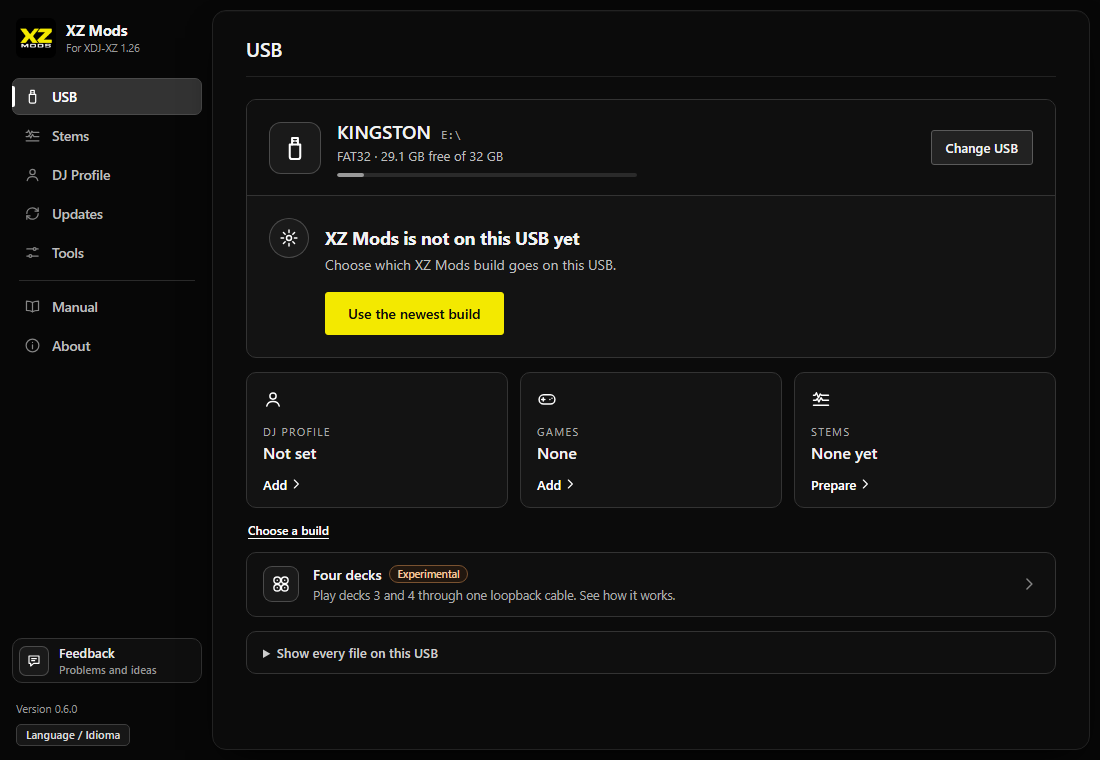 XZ MODS
XZ Mods
For XDJ-XZ 1.26
USB
Stems
DJ Profile
Updates
Tools
Manual
About
Feedback
Problems and ideas
Version 0.6.0
Language / Idioma
USB
KINGSTON E:\
FAT32 · 29.1 GB free of 32 GB
Change USB
XZ Mods is not on this USB yet
Choose which XZ Mods build goes on this USB.
Use the newest build
DJ PROFILE
Not set
Add
GAMES
None
Add
STEMS
None yet
Prepare
Choose a build
Four decks Experimental
Play decks 3 and 4 through one loopback cable. See how it works.
Show every file on this USB